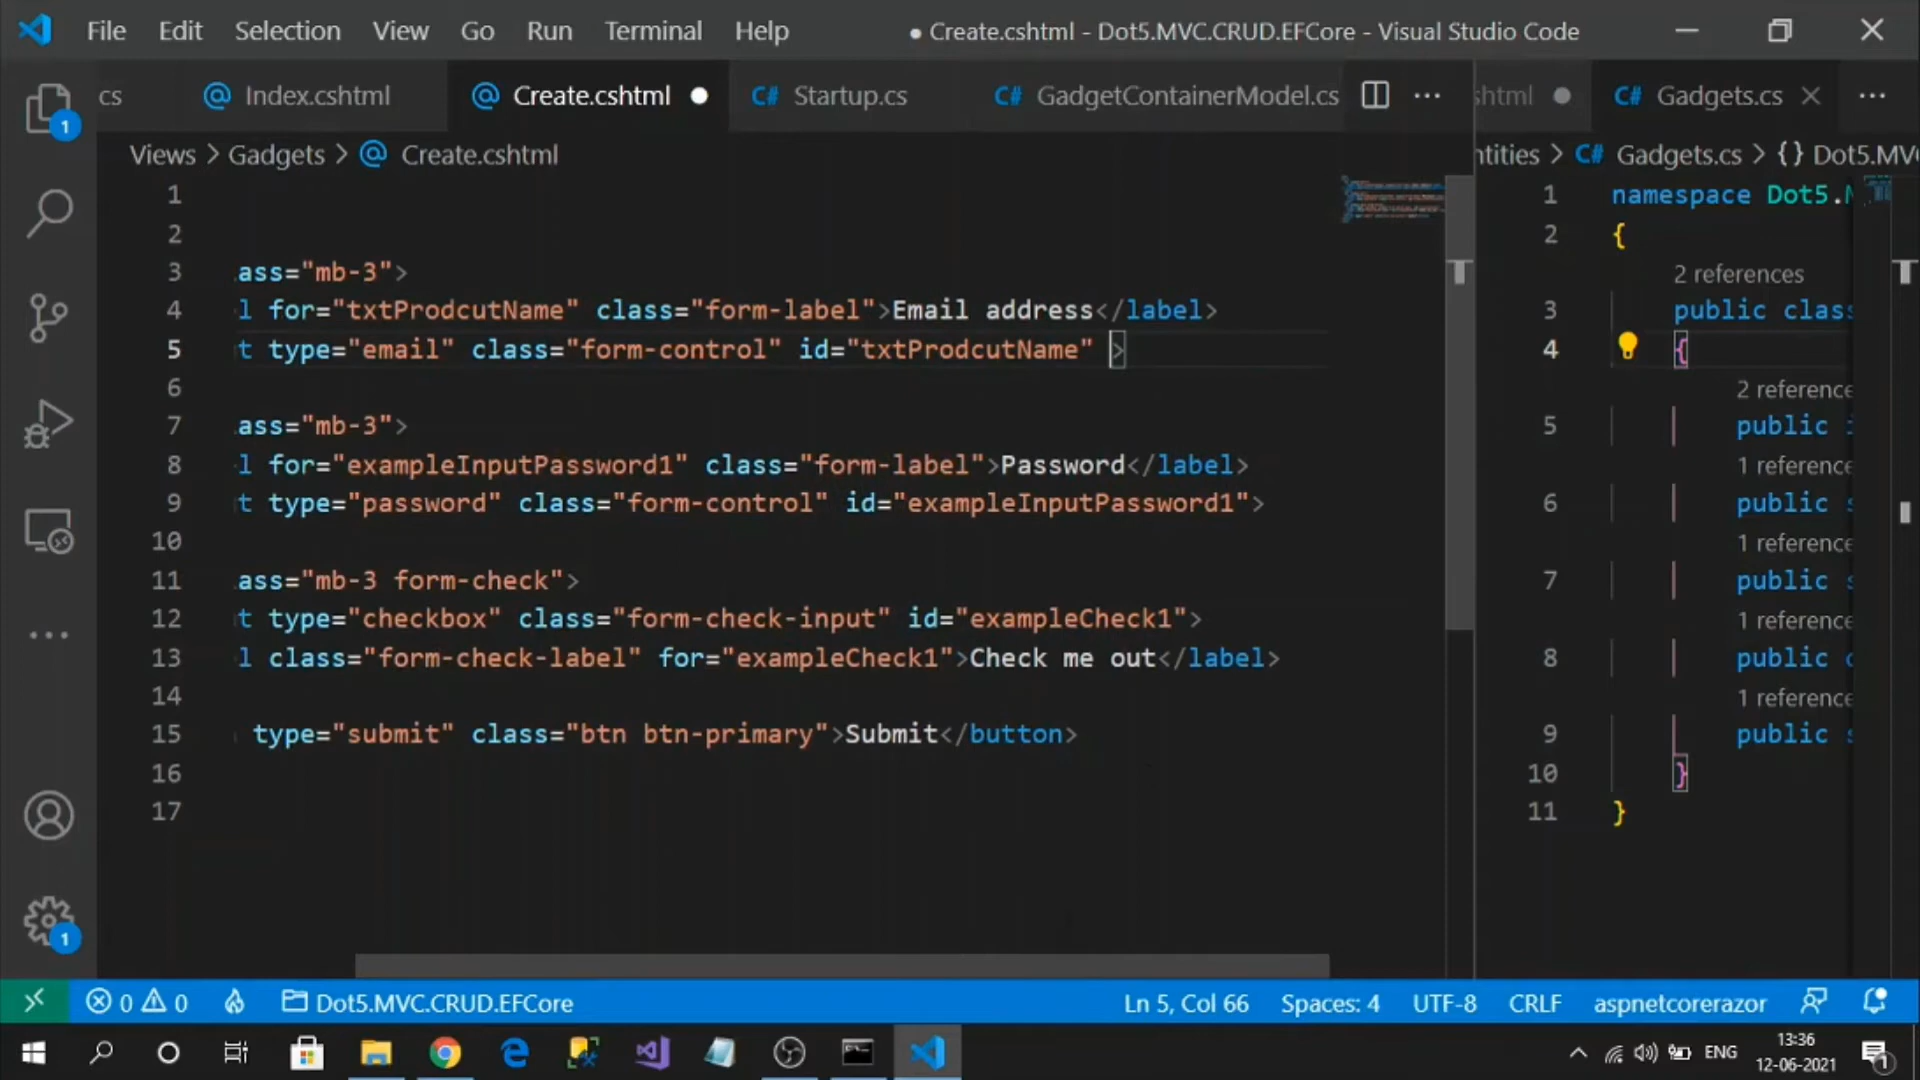 File Edit Selection View Go Run Terminal Help ● Create.cshtml - Dot5.MVC.CRUD.EFCore - Visual Studio Code
cs @ Index.cshtml @ Create.cshtml ● C# Startup.cs C# GadgetContainerModel.cs ...
Views > Gadgets > @ Create.cshtml
1
2
3 ass="mb-3">
4 l for="txtProdcutName" class="form-label">Email address</label>
5 t type="email" class="form-control" id="txtProdcutName" >
6
7 ass="mb-3">
8 l for="exampleInputPassword1" class="form-label">Password</label>
9 t type="password" class="form-control" id="exampleInputPassword1">
10
11 ass="mb-3 form-check">
12 t type="checkbox" class="form-check-input" id="exampleCheck1">
13 l class="form-check-label" for="exampleCheck1">Check me out</label>
14
15 type="submit" class="btn btn-primary">Submit</button>
16
17
shtml ● C# Gadgets.cs ...
ntities > C# Gadgets.cs > {} Dot5.MV
1 namespace Dot5.
2 {
2 references
3 public clas
4 {
2 reference
5 public
1 reference
6 public
1 reference
7 public
1 reference
8 public
1 reference
9 public
10 }
11 }
1
1
0 0 Dot5.MVC.CRUD.EFCore Ln 5, Col 66 Spaces: 4 UTF-8 CRLF aspnetcorerazor
ENG 13:36
12-06-2021
1